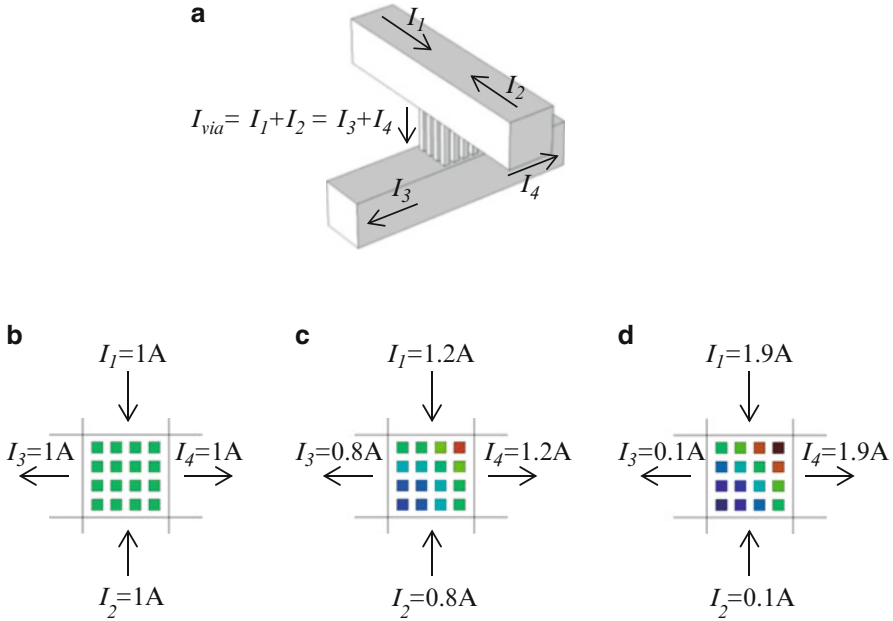 a
I1
I2
Ivia= I1+I2 = I3+I4
I3
I4
b
I1=1A
I3=1A
I4=1A
I2=1A
c
I1=1.2A
I3=0.8A
I4=1.2A
I2=0.8A
d
I1=1.9A
I3=0.1A
I4=1.9A
I2=0.1A